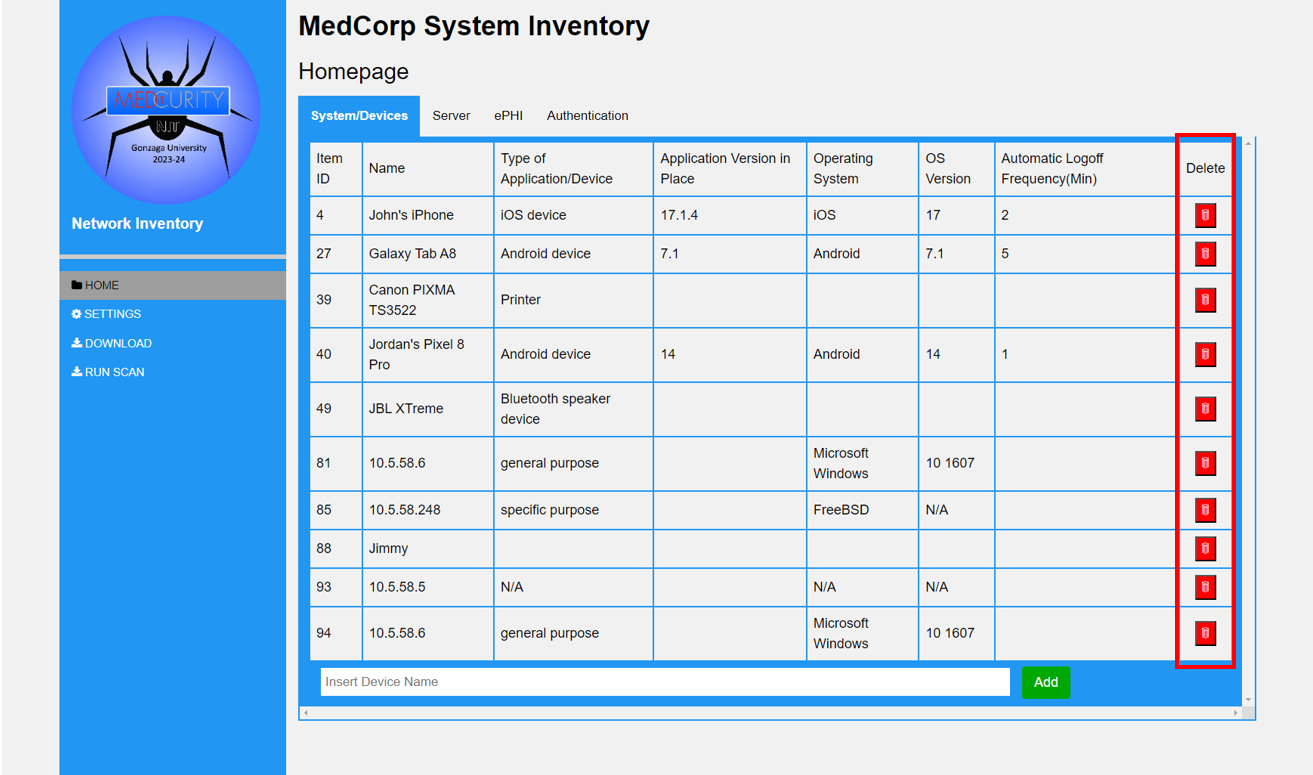 MEDCURITY
NIT
Gonzaga University
2023-24
Network Inventory
HOME
SETTINGS
DOWNLOAD
RUN SCAN
MedCorp System Inventory
Homepage
System/Devices Server ePHI Authentication
Item ID Name Type of Application/Device Application Version in Place Operating System OS Version Automatic Logoff Frequency(Min) Delete
4 John's iPhone iOS device 17.1.4 iOS 17 2
27 Galaxy Tab A8 Android device 7.1 Android 7.1 5
39 Canon PIXMA TS3522 Printer
40 Jordan's Pixel 8 Pro Android device 14 Android 14 1
49 JBL XTreme Bluetooth speaker device
81 10.5.58.6 general purpose Microsoft Windows 10 1607
85 10.5.58.248 specific purpose FreeBSD N/A
88 Jimmy
93 10.5.58.5 N/A N/A N/A
94 10.5.58.6 general purpose Microsoft Windows 10 1607
Insert Device Name Add